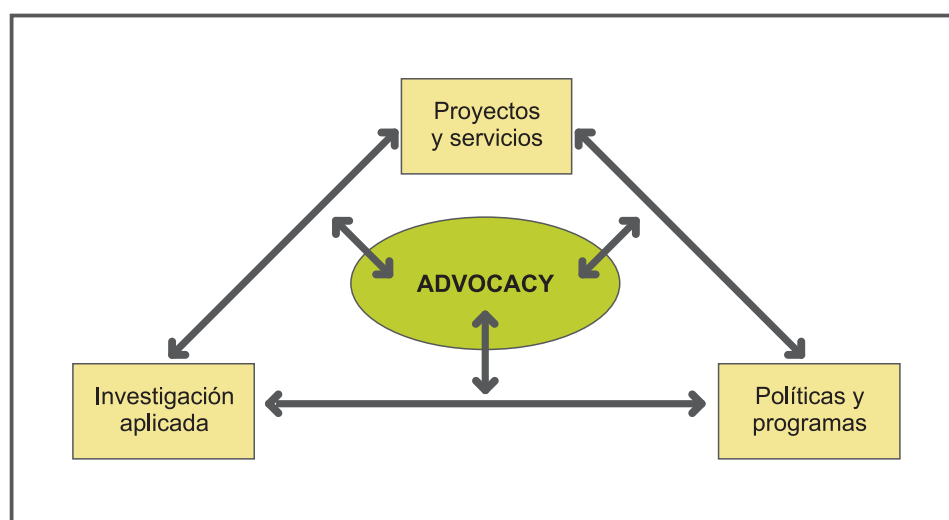 Proyectos
y servicios
ADVOCACY
Investigación
aplicada
Políticas y
programas